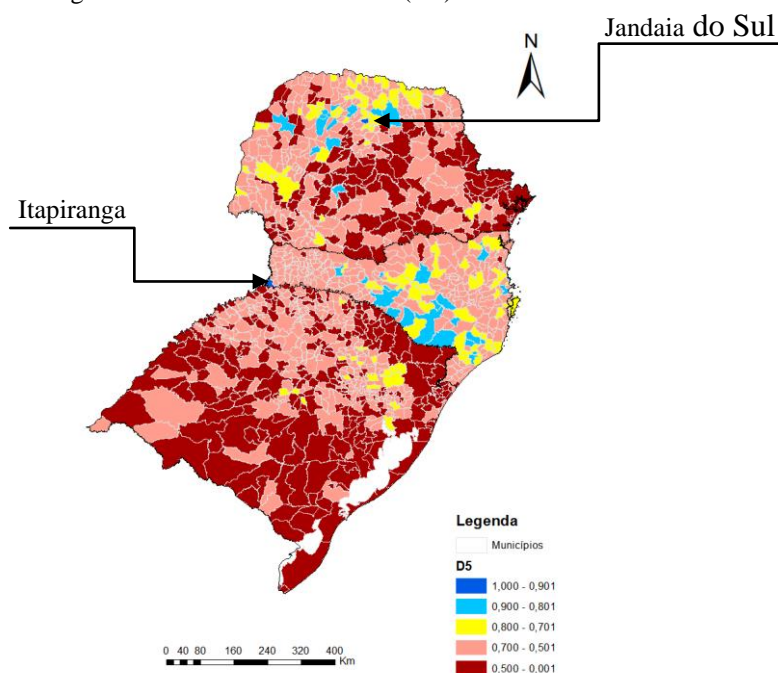 Jandaia do Sul
N
Itapiranga
Legenda
Municípios
D5
1,000 - 0,901
0,900 - 0,801
0,800 - 0,701
0,700 - 0,501
0,500 - 0,001
0 40 80 160 240 320 400
Km